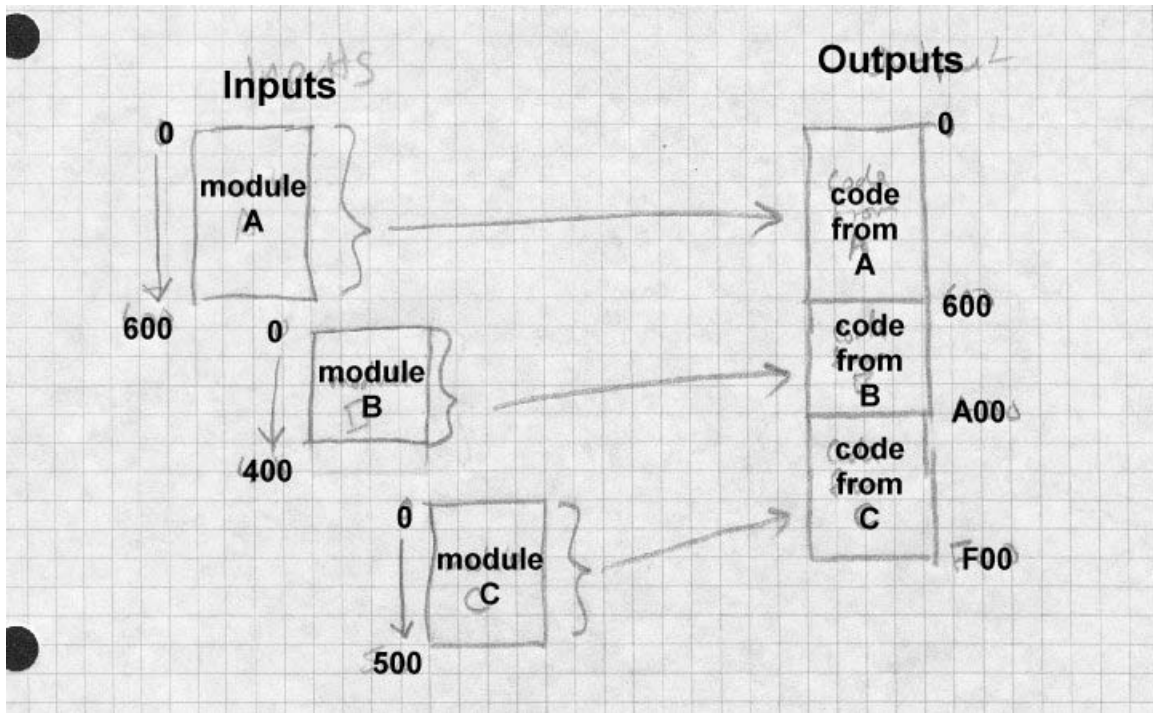 Inputs
Outputs
0
module
A
600
0
module
B
400
0
module
C
500
0
code
from
A
600
code
from
B
A00
code
from
C
F00